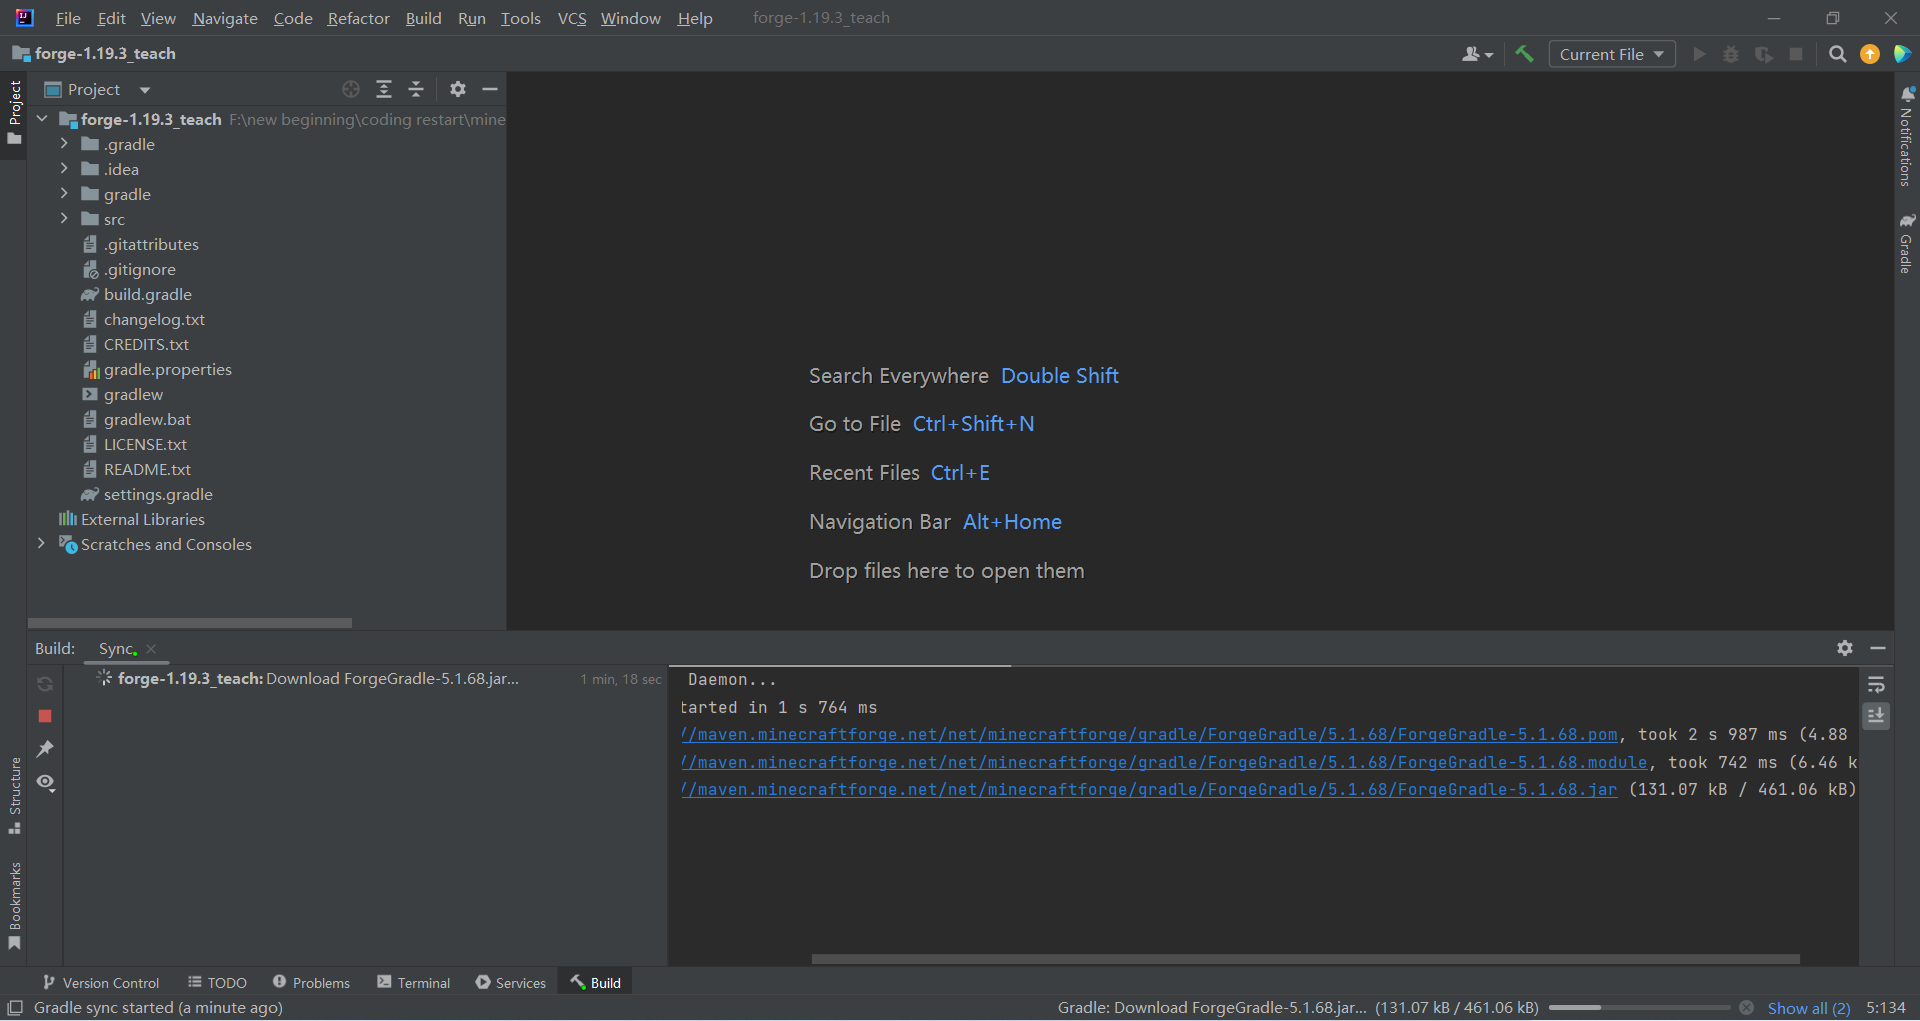 File Edit View Navigate Code Refactor Build Run Tools VCS Window Help forge-1.19.3_teach
forge-1.19.3_teach Current File
Project
Project
forge-1.19.3_teach F:\new beginning\coding restart\mine
.gradle
.idea
gradle
src
.gitattributes
.gitignore
build.gradle
changelog.txt
CREDITS.txt
gradle.properties
gradlew
gradlew.bat
LICENSE.txt
README.txt
settings.gradle
External Libraries
Scratches and Consoles
Search Everywhere Double Shift
Go to File Ctrl+Shift+N
Recent Files Ctrl+E
Navigation Bar Alt+Home
Drop files here to open them
Notifications
Gradle
Build: Sync
forge-1.19.3_teach: Download ForgeGradle-5.1.68.jar... 1 min, 18 sec
Daemon...
tarted in 1 s 764 ms
//maven.minecraftforge.net/net/minecraftforge/gradle/ForgeGradle/5.1.68/ForgeGradle-5.1.68.pom, took 2 s 987 ms (4.88
//maven.minecraftforge.net/net/minecraftforge/gradle/ForgeGradle/5.1.68/ForgeGradle-5.1.68.module, took 742 ms (6.46 k
//maven.minecraftforge.net/net/minecraftforge/gradle/ForgeGradle/5.1.68/ForgeGradle-5.1.68.jar (131.07 kB / 461.06 kB)
Structure
Bookmarks
Version Control TODO Problems Terminal Services Build
Gradle sync started (a minute ago) Gradle: Download ForgeGradle-5.1.68.jar... (131.07 kB / 461.06 kB) Show all (2) 5:134